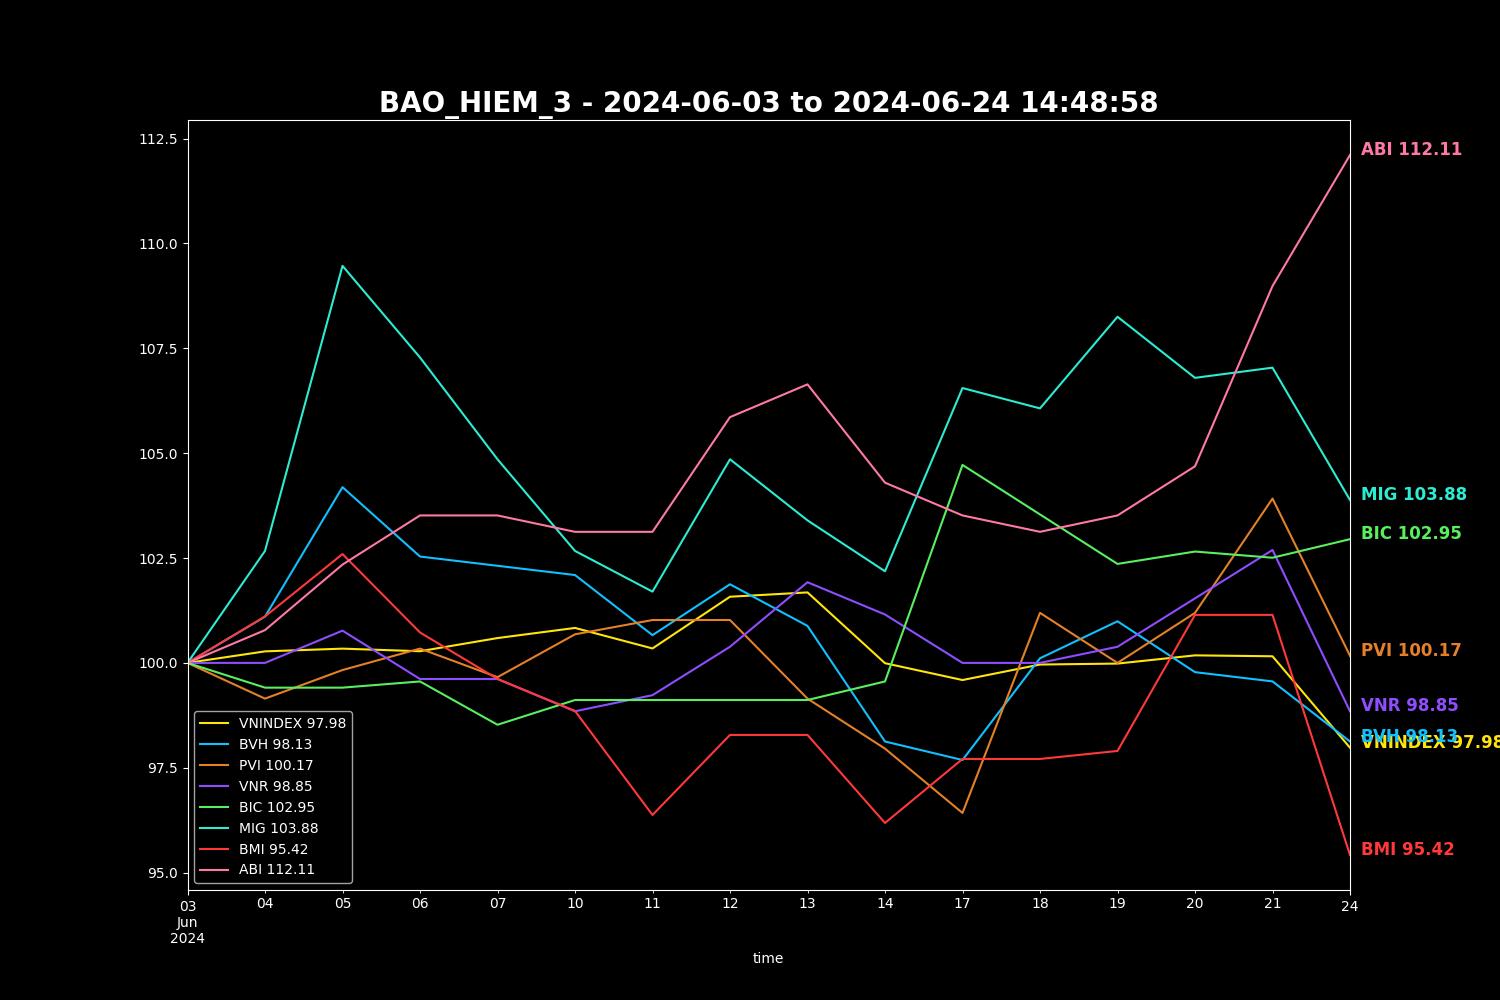 BAO_HIEM_3 - 2024-06-03 to 2024-06-24 14:48:58
112.5
110.0
107.5
105.0
102.5
100.0
97.5
95.0
ABI 112.11
MIG 103.88
BIC 102.95
PVI 100.17
VNR 98.85
BVH 98.13
VNINDEX 97.98
BMI 95.42
VNINDEX 97.98
BVH 98.13
PVI 100.17
VNR 98.85
BIC 102.95
MIG 103.88
BMI 95.42
ABI 112.11
03 04 05 06 07 10 11 12 13 14 17 18 19 20 21 24
Jun
2024
time